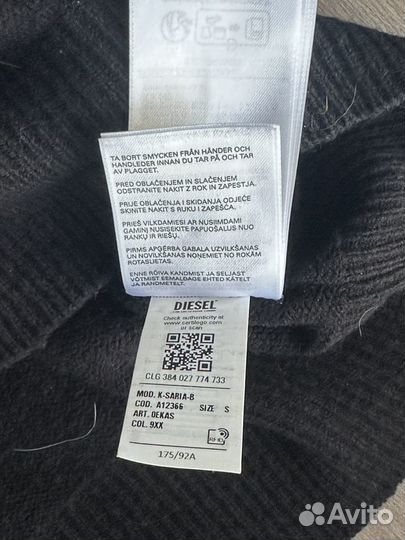 TA BORT SMYCKEN FRÅN HÄNDER OCH
HANDLEDER INNAN DU TAR PÅ OCH TAR
AV PLAGGET.
PRED OBLAČENJEM IN SLAČENJEM
ODSTRANITE NAKIT Z ROK IN ZAPESTJA.
PRIJE OBLAČENJA I SKIDANJA ODJEĆE
SKINITE NAKIT S RUKU I ZAPEŠĆA.
PRIEŠ VILKDAMIESI AR NUSIIMDAMI
GAMINĮ NUSISEKITE PAPUOŠALUS NUO
RANKŲ IR RIEŠŲ.
PIRMS APĢĒRBA GABALA UZVILKŠANAS
UN NOVILKŠANAS NOŅEMIET NO ROKĀM
ROTASLIETAS.
ENNE RÕIVA KANDMIST JA SELJAST
VÕTMIST EEMALDAGE EHTED KÄTELT
JA RANDMETELT.
DIESEL
Check authenticity at
www.certilogo.com
or scan
CLG 384 027 774 733
MOD. K-SARIA-B
COD. A12366 SIZE S
ART. 0EKAS
COL. 9XX
RFID
175/92A
Avito